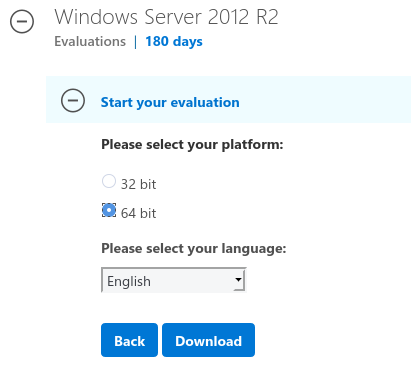 Windows Server 2012 R2
Evaluations | 180 days
Start your evaluation
Please select your platform:
32 bit
64 bit
Please select your language:
English
Back Download